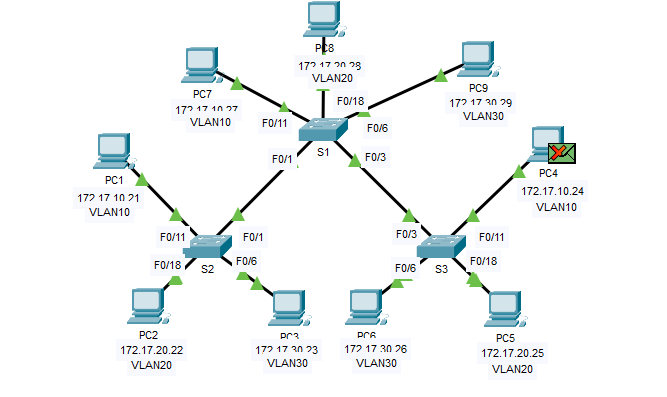 PC8
172.17.20.28
VLAN20
PC7
172.17.10.27
VLAN10
PC9
172.17.30.29
VLAN30
F0/18
F0/11
F0/6
S1
F0/1
F0/3
PC1
172.17.10.21
VLAN10
PC4
172.17.10.24
VLAN10
F0/11
F0/1
F0/18
F0/6
S2
F0/3
F0/11
F0/6
F0/18
S3
PC2
172.17.20.22
VLAN20
PC3
172.17.30.23
VLAN30
PC6
172.17.30.26
VLAN30
PC5
172.17.20.25
VLAN20